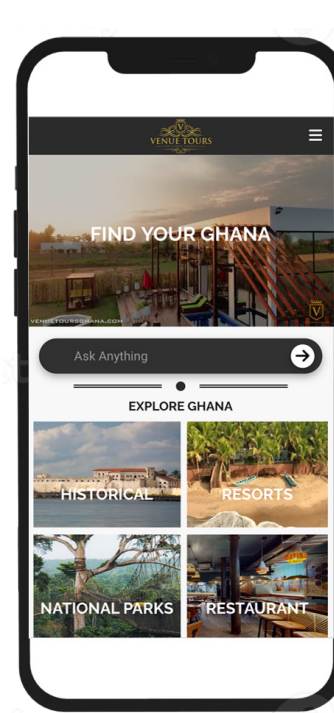 VENUE TOURS
FIND YOUR GHANA
VENUETOURSGHANA.COM
Ask Anything
EXPLORE GHANA
HISTORICAL
RESORTS
NATIONAL PARKS
RESTAURANT